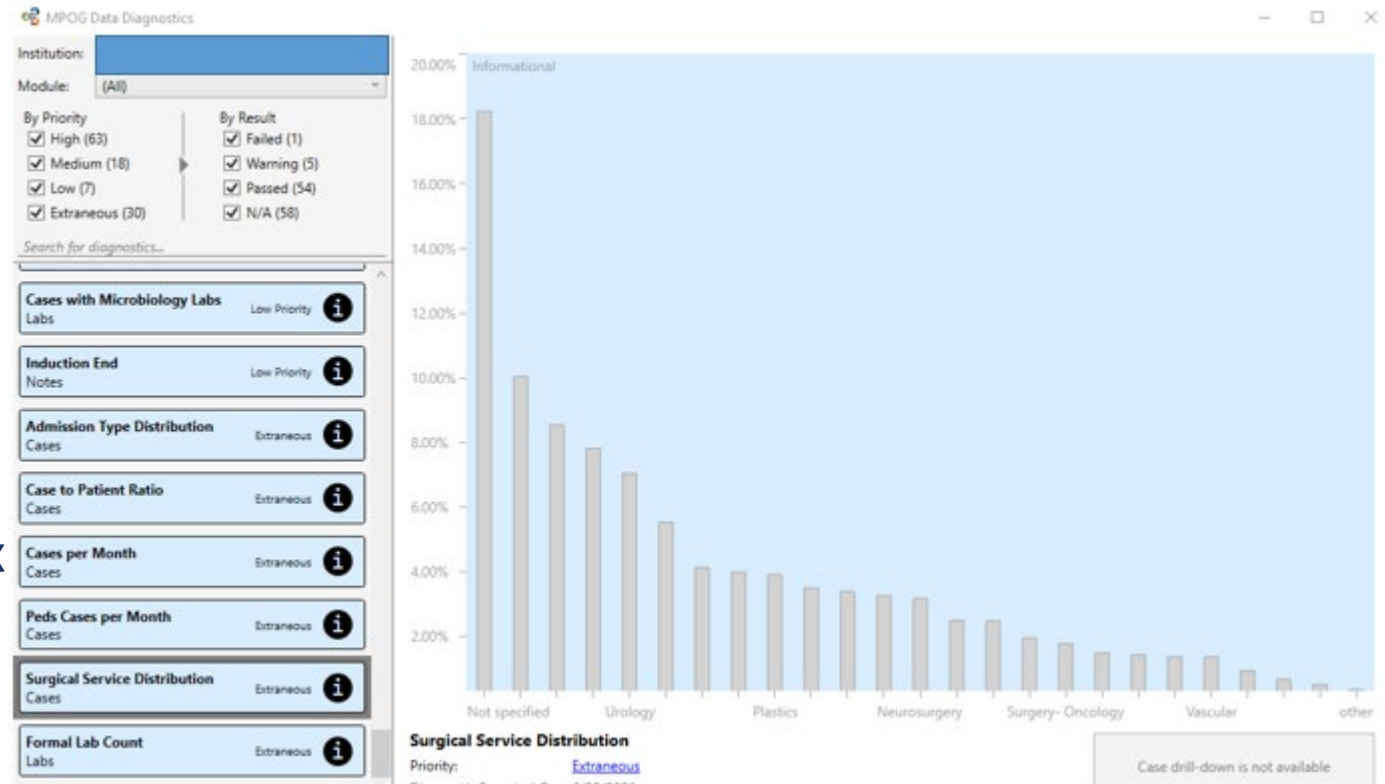 MPOG Data Diagnostics
Institution:
Module: (All)
By Priority
High (63)
Medium (18)
Low (7)
Extraneous (30)
By Result
Failed (1)
Warning (5)
Passed (54)
N/A (58)
Search for diagnostics...
Cases with Microbiology Labs
Labs
Low Priority
Induction End
Notes
Low Priority
Admission Type Distribution
Cases
Extraneous
Case to Patient Ratio
Cases
Extraneous
Cases per Month
Cases
Extraneous
Peds Cases per Month
Cases
Extraneous
Surgical Service Distribution
Cases
Extraneous
Formal Lab Count
Labs
Extraneous
Informational
20.00%
18.00%
16.00%
14.00%
12.00%
10.00%
8.00%
6.00%
4.00%
2.00%
Not specified Urology Plastics Neurosurgery Surgery- Oncology Vascular other
Surgical Service Distribution
Priority: Extraneous
Case drill-down is not available